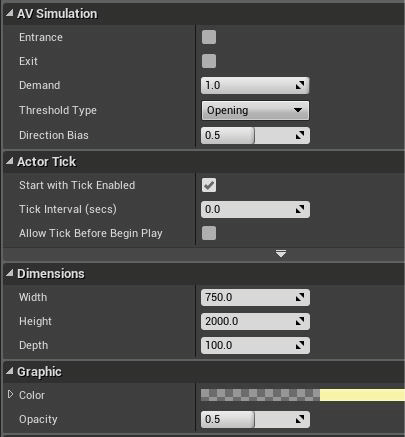 AV Simulation
Entrance
Exit
Demand 1.0
Threshold Type Opening
Direction Bias 0.5
Actor Tick
Start with Tick Enabled
Tick Interval (secs) 0.0
Allow Tick Before Begin Play
Dimensions
Width 750.0
Height 2000.0
Depth 100.0
Graphic
Color
Opacity 0.5